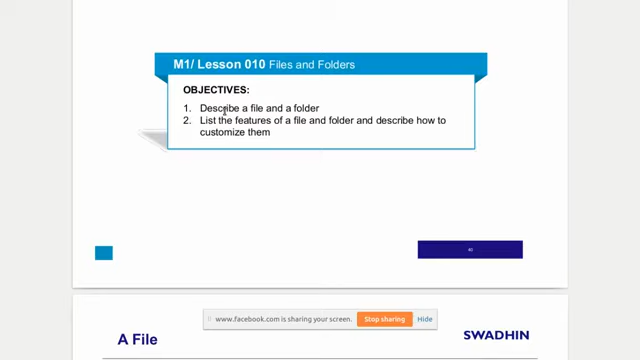 M1/ Lesson 010 Files and Folders
OBJECTIVES:
1. Describe a file and a folder
2. List the features of a file and folder and describe how to
customize them
40
www.facebook.com is sharing your screen. Stop sharing Hide
A File SWADHIN